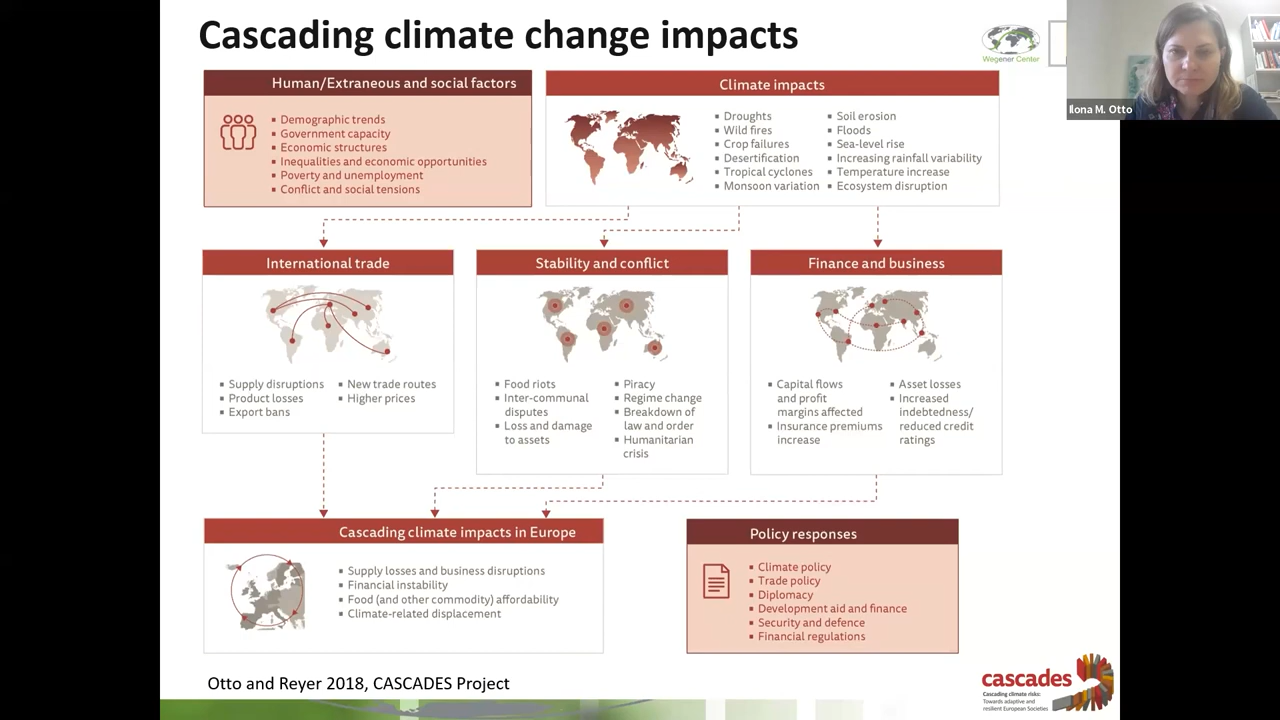 Cascading climate change impacts
Wegener Center
Ilona M. Otto
Human/Extraneous and social factors
Demographic trends
Government capacity
Economic structures
Inequalities and economic opportunities
Poverty and unemployment
Conflict and social tensions
Climate impacts
Droughts
Wild fires
Crop failures
Desertification
Tropical cyclones
Monsoon variation
Soil erosion
Floods
Sea-level rise
Increasing rainfall variability
Temperature increase
Ecosystem disruption
International trade
Supply disruptions
Product losses
Export bans
New trade routes
Higher prices
Stability and conflict
Food riots
Inter-communal
disputes
Loss and damage
to assets
Piracy
Regime change
Breakdown of
law and order
Humanitarian
crisis
Finance and business
Capital flows
and profit
margins affected
Insurance premiums
increase
Asset losses
Increased
indebtedness/
reduced credit
ratings
Cascading climate impacts in Europe
Supply losses and business disruptions
Financial instability
Food (and other commodity) affordability
Climate-related displacement
Policy responses
Climate policy
Trade policy
Diplomacy
Development aid and finance
Security and defence
Financial regulations
Otto and Reyer 2018, CASCADES Project
cascades
Cascading climate risks:
Towards adaptive and
resilient European Societies